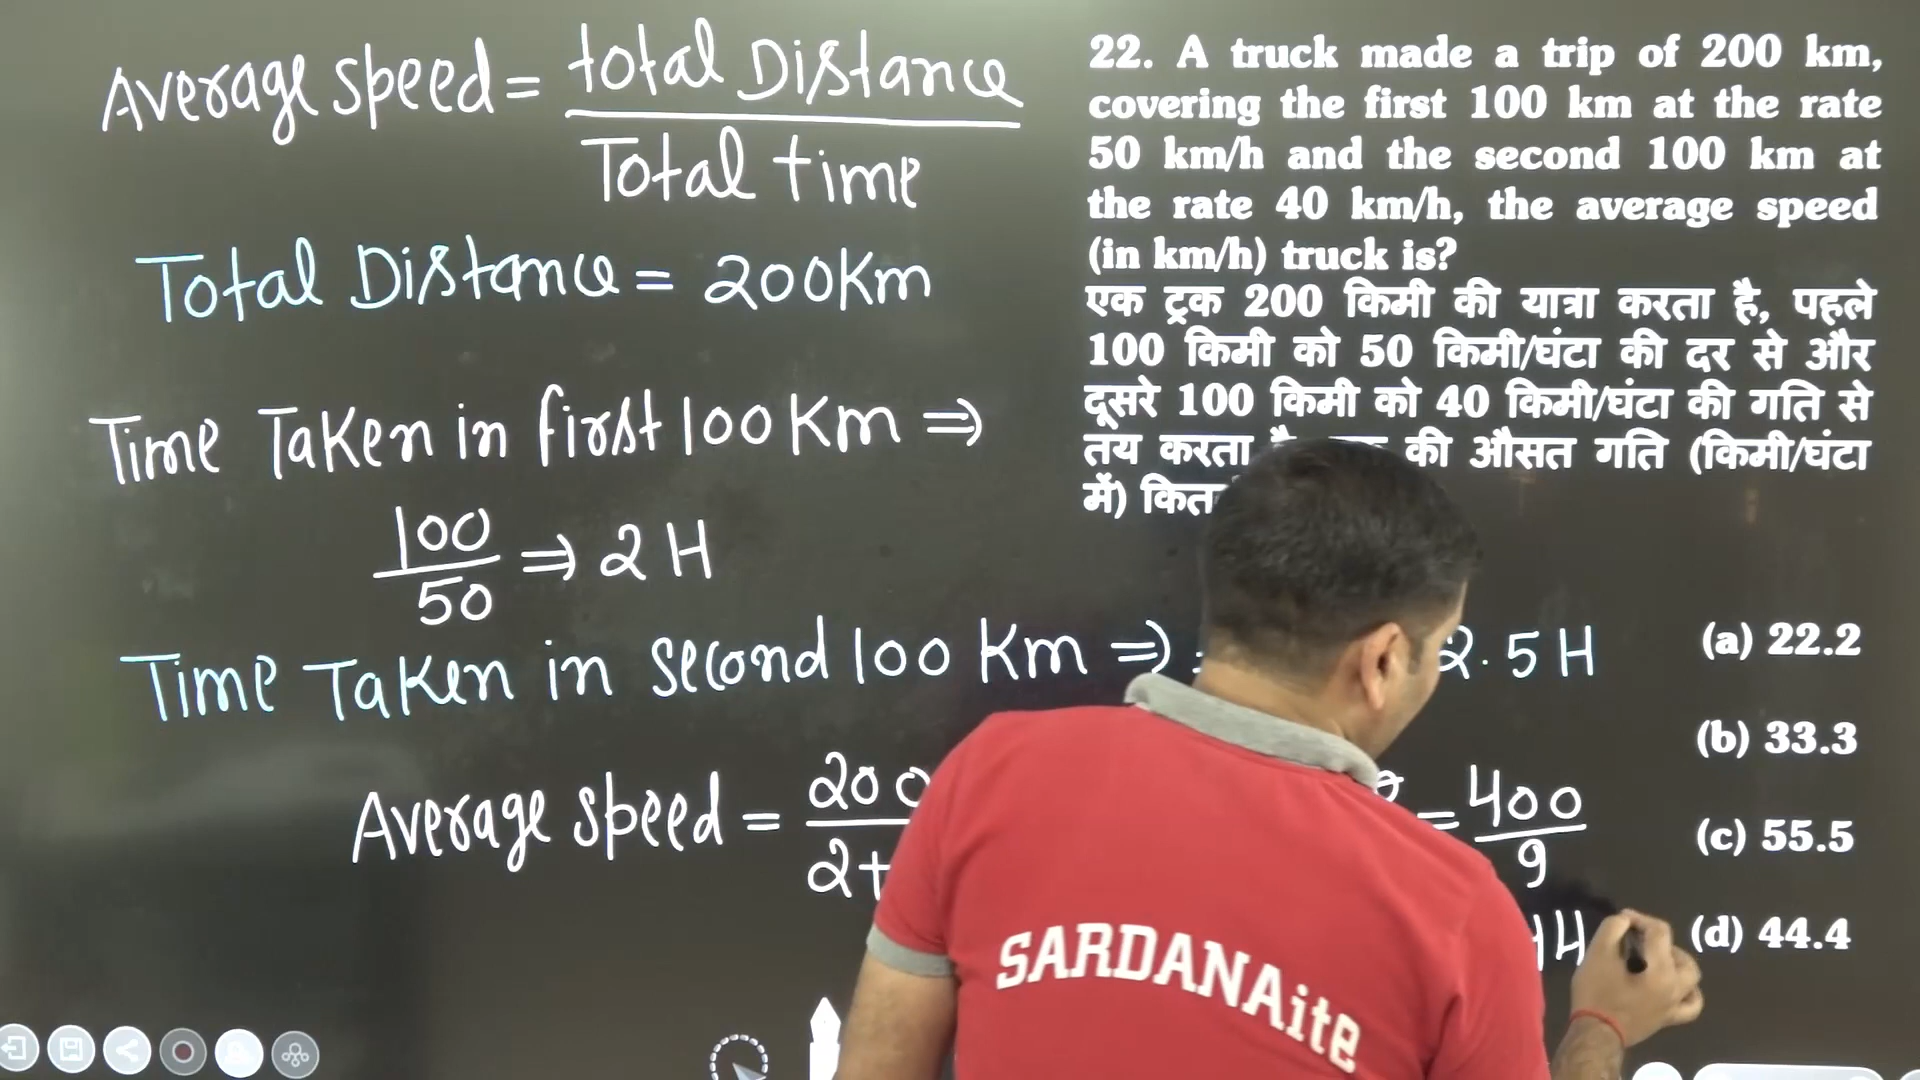 Average speed = total Distance
Total time
Total Distance = 200Km
Time Taken in first 100Km ⇒
100
50
⇒ 2 H
Time Taken in second 100 Km ⇒
2.5 H
Average speed = 200
2+
= 400
9
22. A truck made a trip of 200 km,
covering the first 100 km at the rate
50 km/h and the second 100 km at
the rate 40 km/h, the average speed
(in km/h) truck is?
एक ट्रक 200 किमी की यात्रा करता है, पहले
100 किमी को 50 किमी/घंटा की दर से और
दूसरे 100 किमी को 40 किमी/घंटा की गति से
तय करता की औसत गति (किमी/घंटा
में)
(a) 22.2
(b) 33.3
(c) 55.5
(d) 44.4
SARDANAite